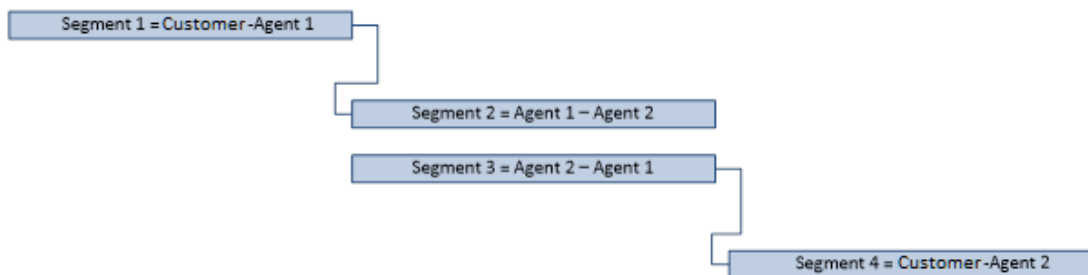 Segment 1 = Customer-Agent 1
Segment 2 = Agent 1 – Agent 2
Segment 3 = Agent 2 – Agent 1
Segment 4 = Customer-Agent 2